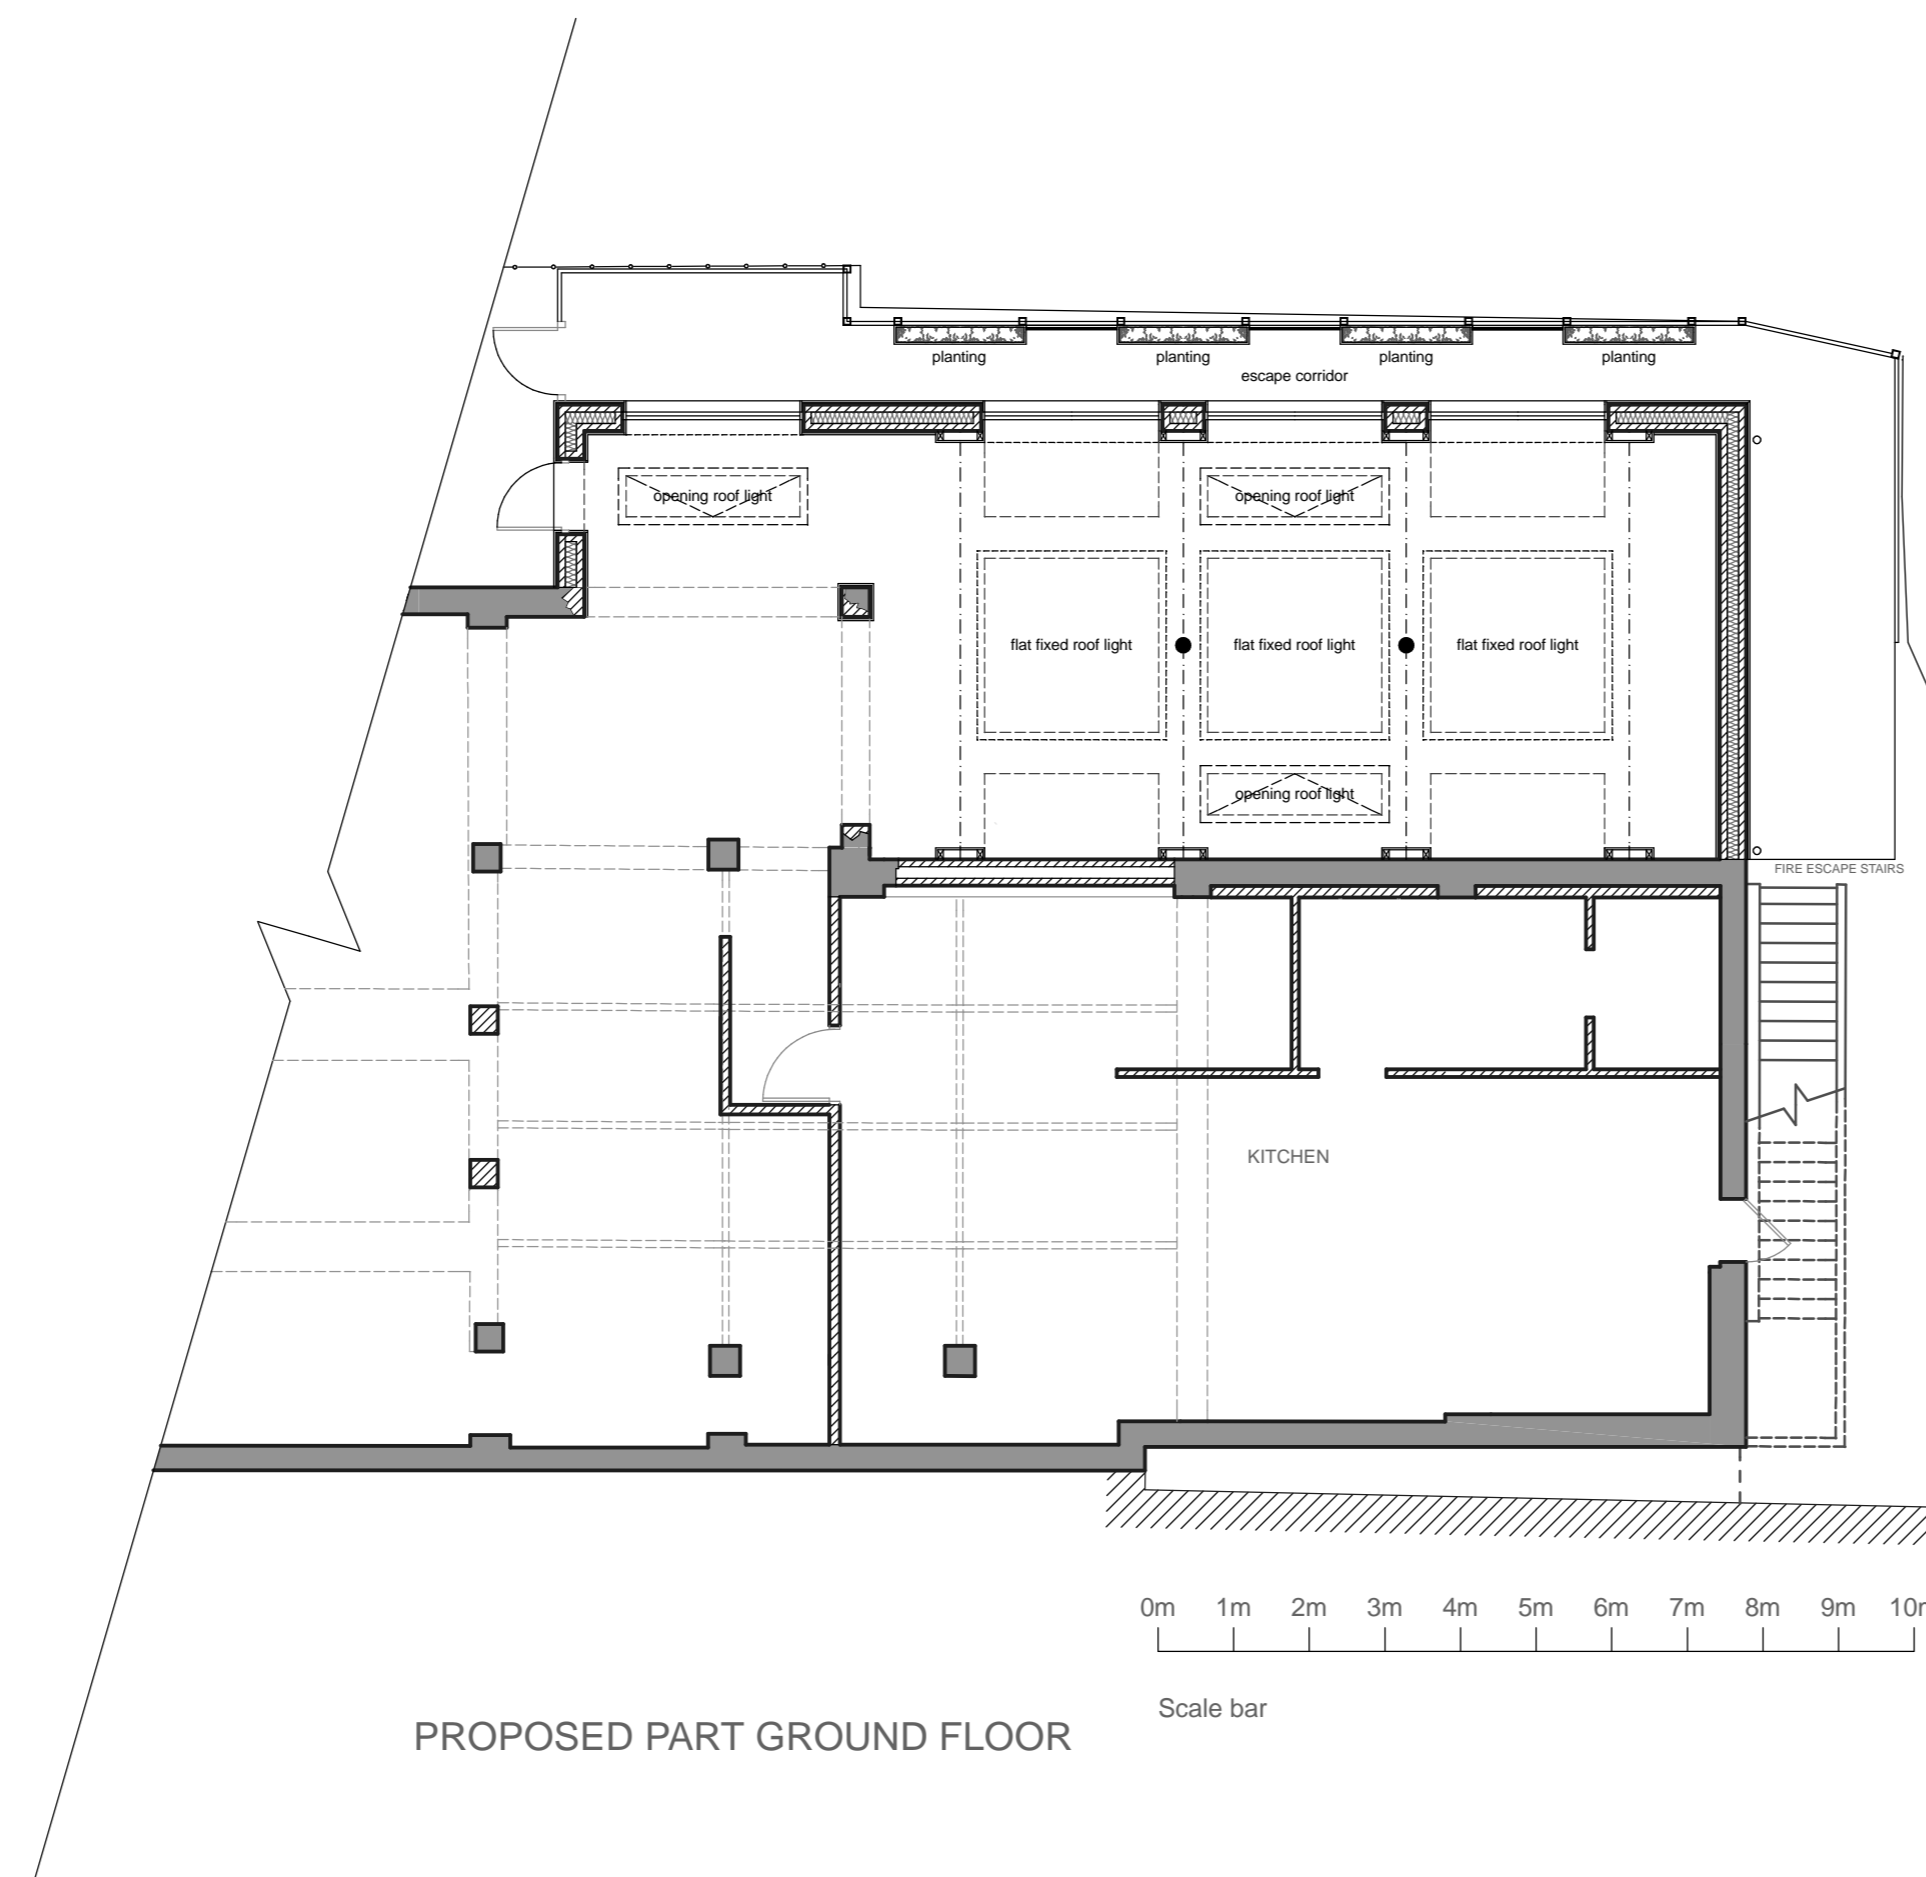 planting
planting
planting
planting
escape corridor
opening roof light
opening roof light
flat fixed roof light
flat fixed roof light
flat fixed roof light
opening roof light
FIRE ESCAPE STAIRS
KITCHEN
0m 1m 2m 3m 4m 5m 6m 7m 8m 9m 10m
Scale bar
PROPOSED PART GROUND FLOOR